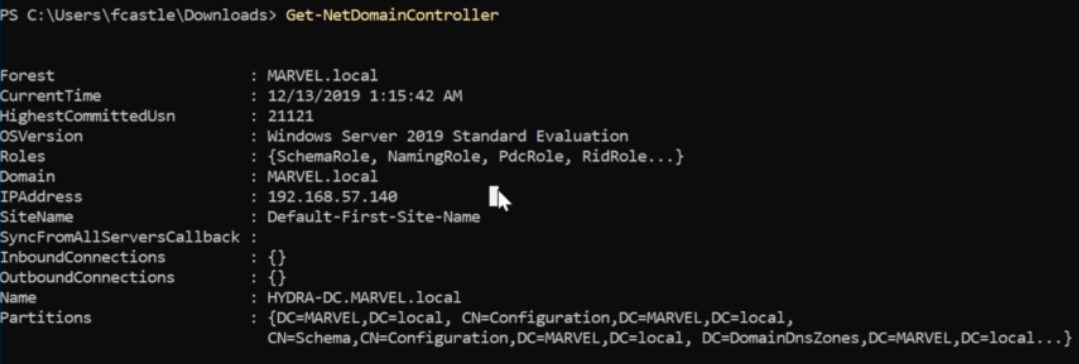 PS C:\Users\fcastle\Downloads> Get-NetDomainController
Forest : MARVEL.local
CurrentTime : 12/13/2019 1:15:42 AM
HighestCommittedUsn : 21121
OSVersion : Windows Server 2019 Standard Evaluation
Roles : {SchemaRole, NamingRole, PdcRole, RidRole...}
Domain : MARVEL.local
IPAddress : 192.168.57.140
SiteName : Default-First-Site-Name
SyncFromAllServersCallback :
InboundConnections : {}
OutboundConnections : {}
Name : HYDRA-DC.MARVEL.local
Partitions : {DC=MARVEL,DC=local, CN=Configuration,DC=MARVEL,DC=local,
CN=Schema,CN=Configuration,DC=MARVEL,DC=local, DC=DomainDnsZones,DC=MARVEL,DC=local...}